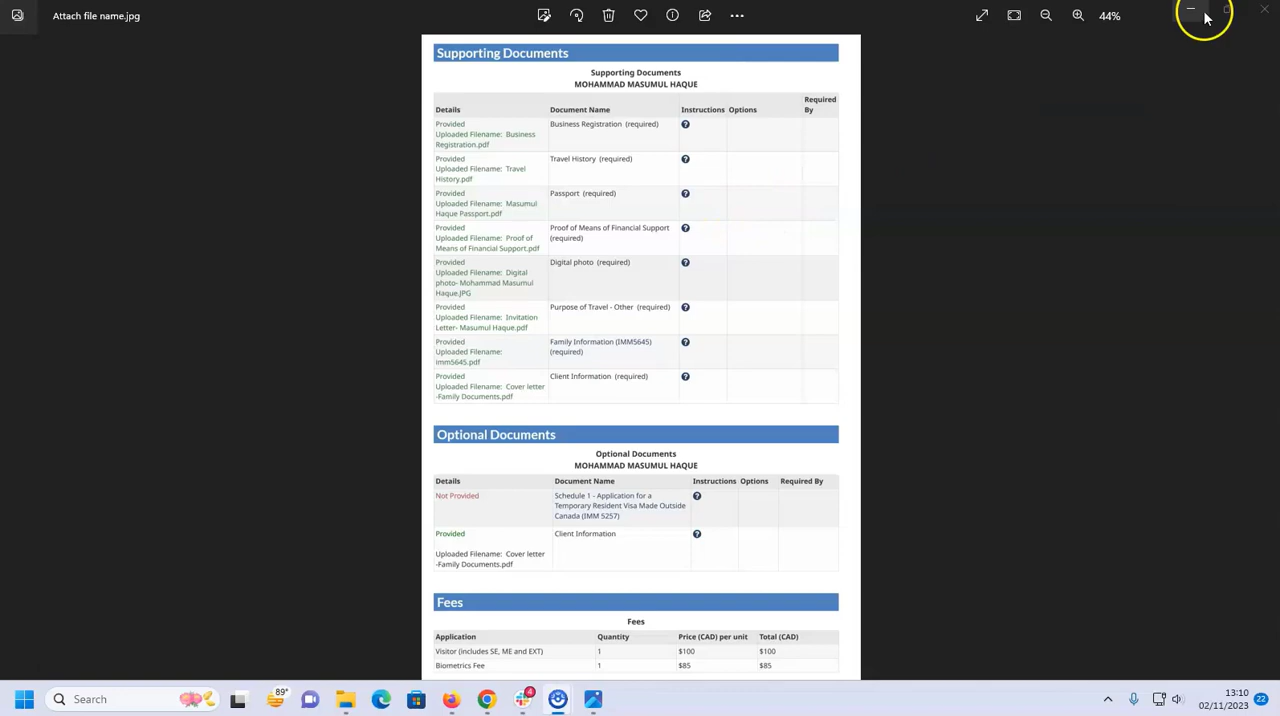 Attach file name.jpg
44%
Supporting Documents
Supporting Documents
MOHAMMAD MASUMUL HAQUE
Details Document Name Instructions Options Required By
Provided
Uploaded Filename: Business Registration.pdf
Business Registration (required)
Provided
Uploaded Filename: Travel History.pdf
Travel History (required)
Provided
Uploaded Filename: Masumul Haque Passport.pdf
Passport (required)
Provided
Uploaded Filename: Proof of Means of Financial Support.pdf
Proof of Means of Financial Support (required)
Provided
Uploaded Filename: Digital photo- Mohammad Masumul Haque.JPG
Digital photo (required)
Provided
Uploaded Filename: Invitation Letter- Masumul Haque.pdf
Purpose of Travel - Other (required)
Provided
Uploaded Filename: imm5645.pdf
Family Information (IMM5645) (required)
Provided
Uploaded Filename: Cover letter -Family Documents.pdf
Client Information (required)
Optional Documents
Optional Documents
MOHAMMAD MASUMUL HAQUE
Details Document Name Instructions Options Required By
Not Provided
Schedule 1 - Application for a Temporary Resident Visa Made Outside Canada (IMM 5257)
Provided
Uploaded Filename: Cover letter -Family Documents.pdf
Client Information
Fees
Fees
Application Quantity Price (CAD) per unit Total (CAD)
Visitor (includes SE, ME and EXT) 1 $100 $100
Biometrics Fee 1 $85 $85
Search
89°
4
13:10
02/11/2023
22